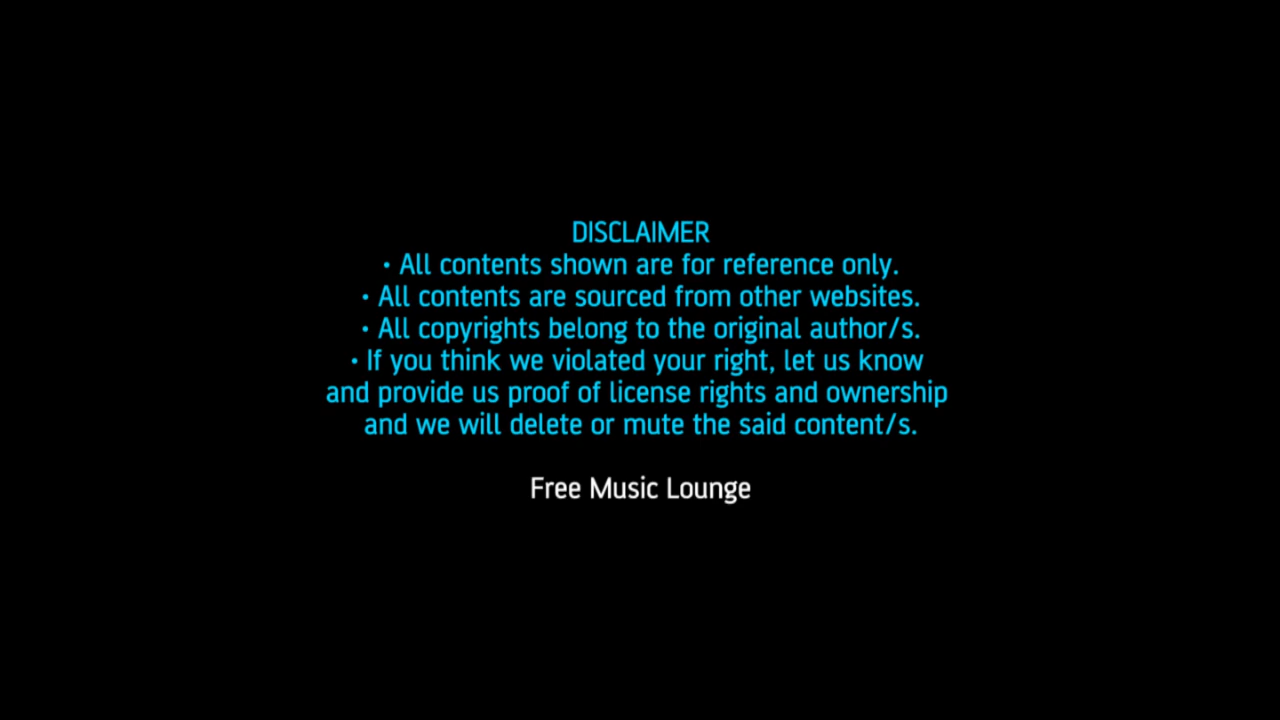 DISCLAIMER
• All contents shown are for reference only.
• All contents are sourced from other websites.
• All copyrights belong to the original author/s.
• If you think we violated your right, let us know
and provide us proof of license rights and ownership
and we will delete or mute the said content/s.
Free Music Lounge